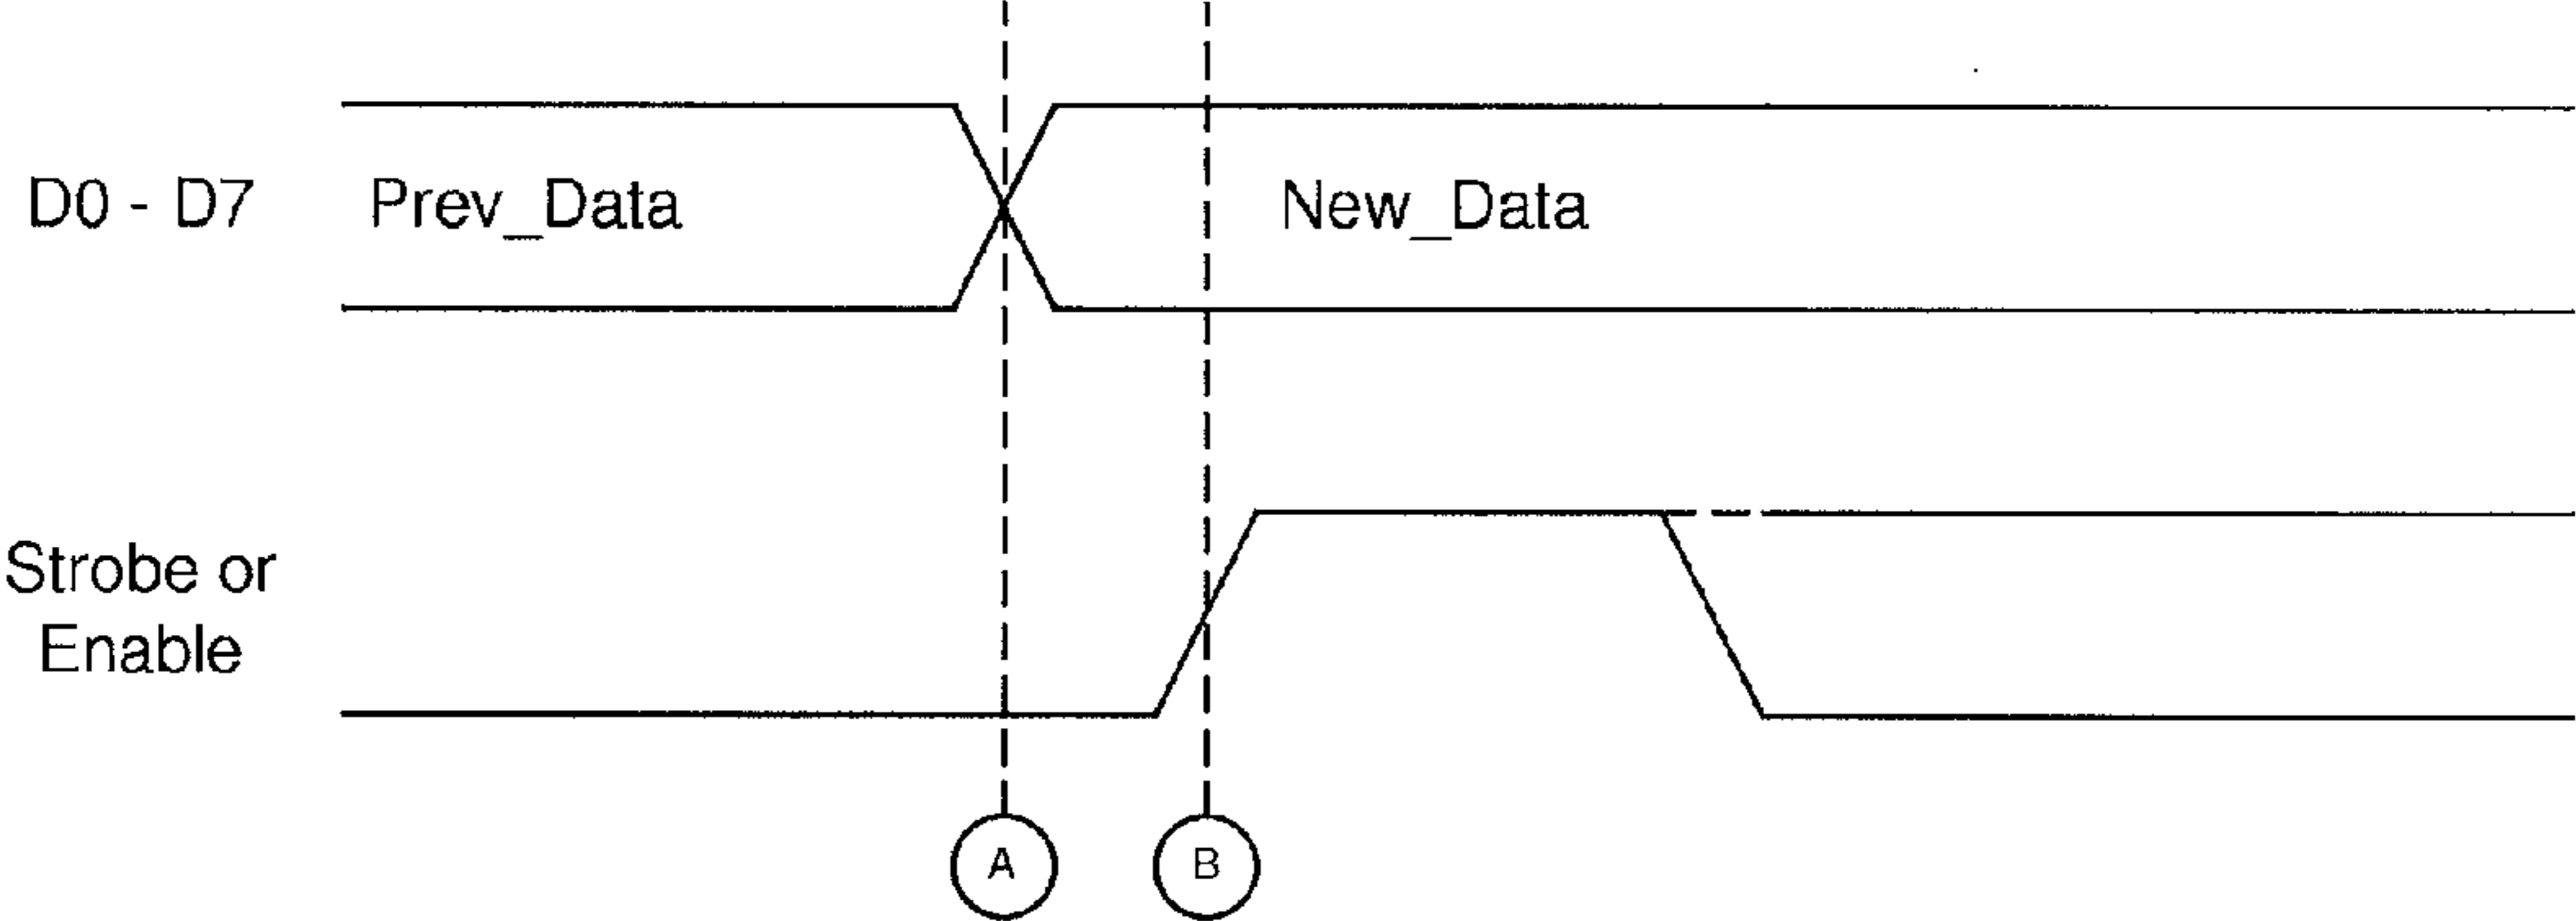 D0 - D7
Prev_Data
New_Data
Strobe or
Enable
A
B